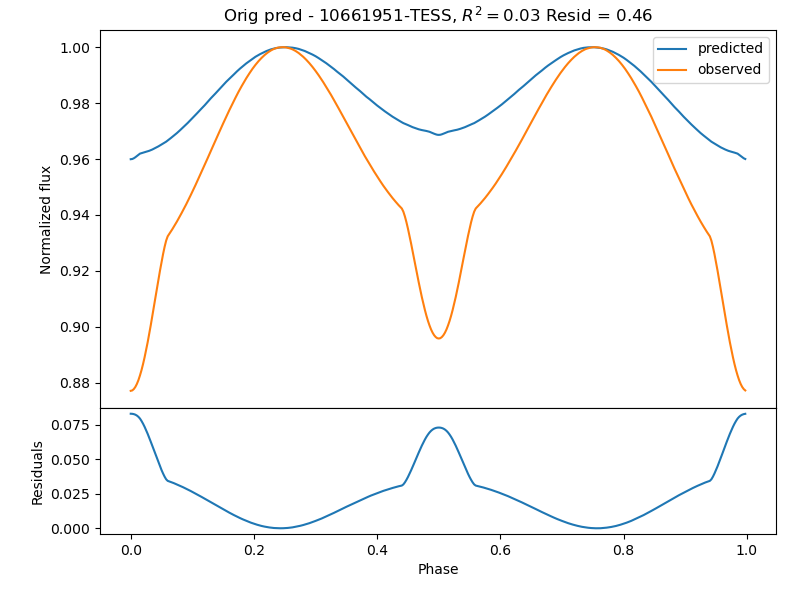 Orig pred - 10661951-TESS, R² = 0.03 Resid = 0.46
predicted
observed
1.00
0.98
0.96
0.94
0.92
0.90
0.88
Normalized flux
0.075
0.050
0.025
0.000
Residuals
0.0 0.2 0.4 0.6 0.8 1.0
Phase